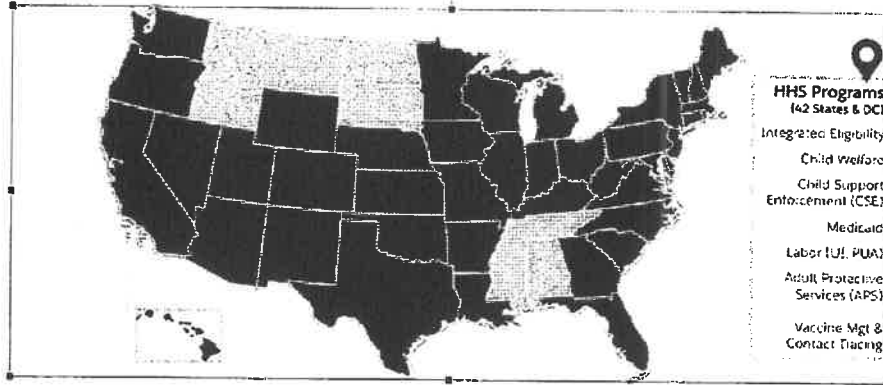 HHS Programs
(42 States & DC)
Integrated Eligibility
Child Welfare
Child Support
Enforcement (CSE)
Medicaid
Labor (UI, PUA)
Adult Protective
Services (APS)
Vaccine Mgt &
Contact Tracing